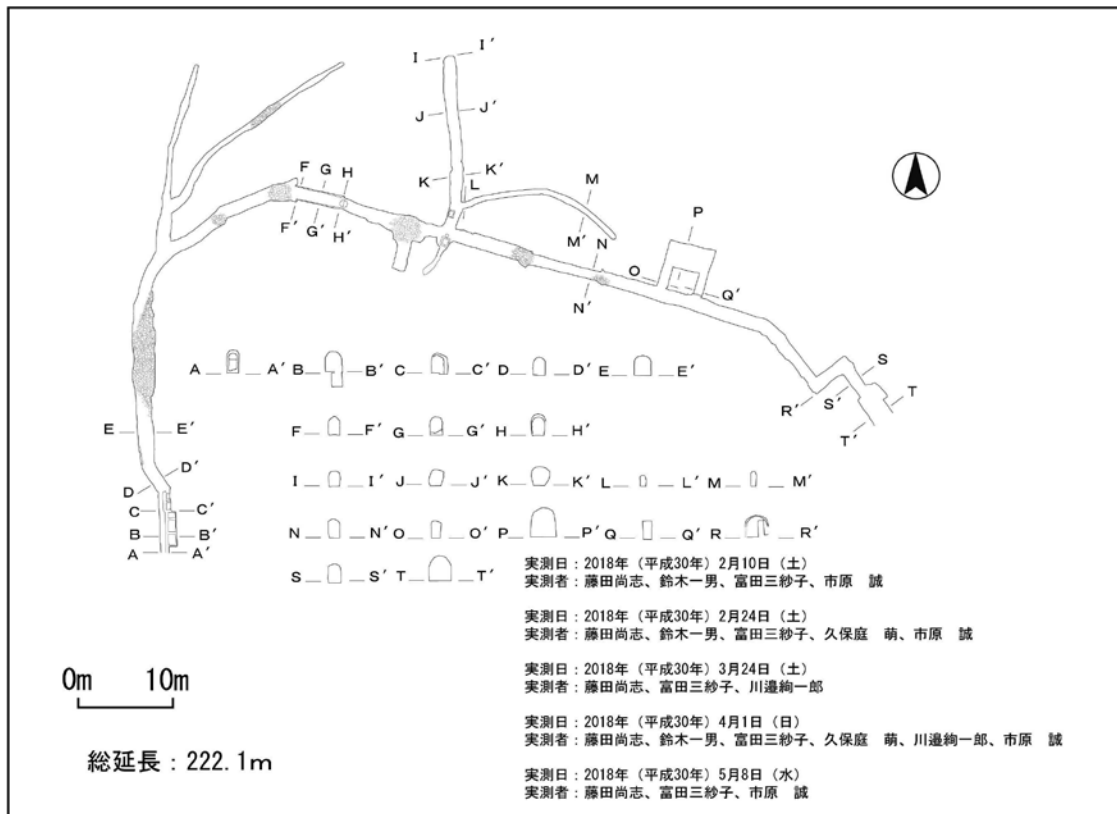 I I′
J J′
K K′
L
M
M′
F G H
F′ G′ H′
N
N′
P
O Q′
S
R′ S′ T
T′
E E′
D′
D
C C′
B B′
A A′
A A′ B B′ C C′ D D′ E E′
F F′ G G′ H H′
I I′ J J′ K K′ L L′ M M′
N N′ O O′ P P′ Q Q′ R R′
S S′ T T′
実測日：2018年（平成30年）2月10日（土）
実測者：藤田尚志、鈴木一男、富田三紗子、市原　誠
実測日：2018年（平成30年）2月24日（土）
実測者：藤田尚志、鈴木一男、富田三紗子、久保庭　萌、市原　誠
実測日：2018年（平成30年）3月24日（土）
実測者：藤田尚志、富田三紗子、川邉絢一郎
実測日：2018年（平成30年）4月1日（日）
実測者：藤田尚志、鈴木一男、富田三紗子、久保庭　萌、川邉絢一郎、市原　誠
実測日：2018年（平成30年）5月8日（水）
実測者：藤田尚志、富田三紗子、市原　誠
0m 10m
総延長：222.1m